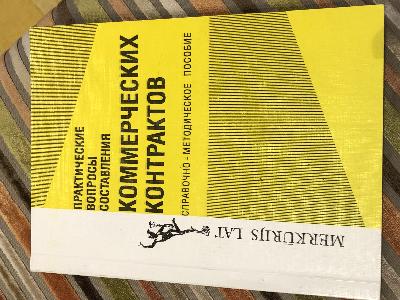 ПРАКТИЧЕСКИЕ
ВОПРОСЫ
СОСТАВЛЕНИЯ
КОММЕРЧЕСКИХ
КОНТРАКТОВ
СПРАВОЧНО-МЕТОДИЧЕСКОЕ ПОСОБИЕ
MERKŪRIJS LAT